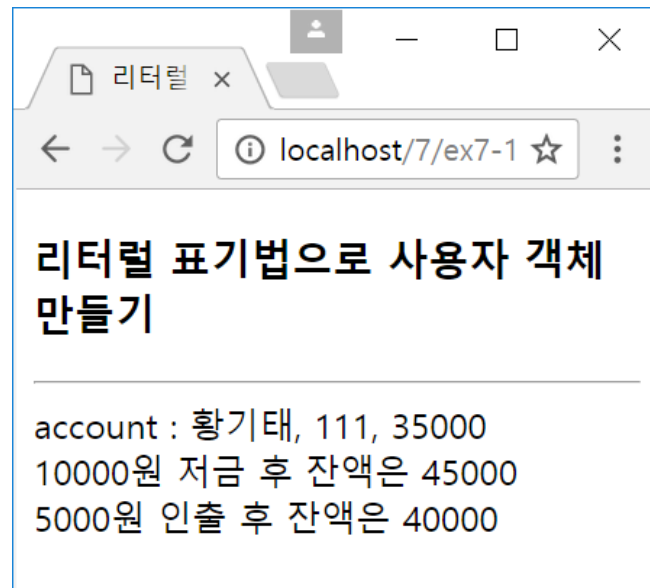 리터럴
localhost/7/ex7-1
리터럴 표기법으로 사용자 객체
만들기
account : 황기태, 111, 35000
10000원 저금 후 잔액은 45000
5000원 인출 후 잔액은 40000